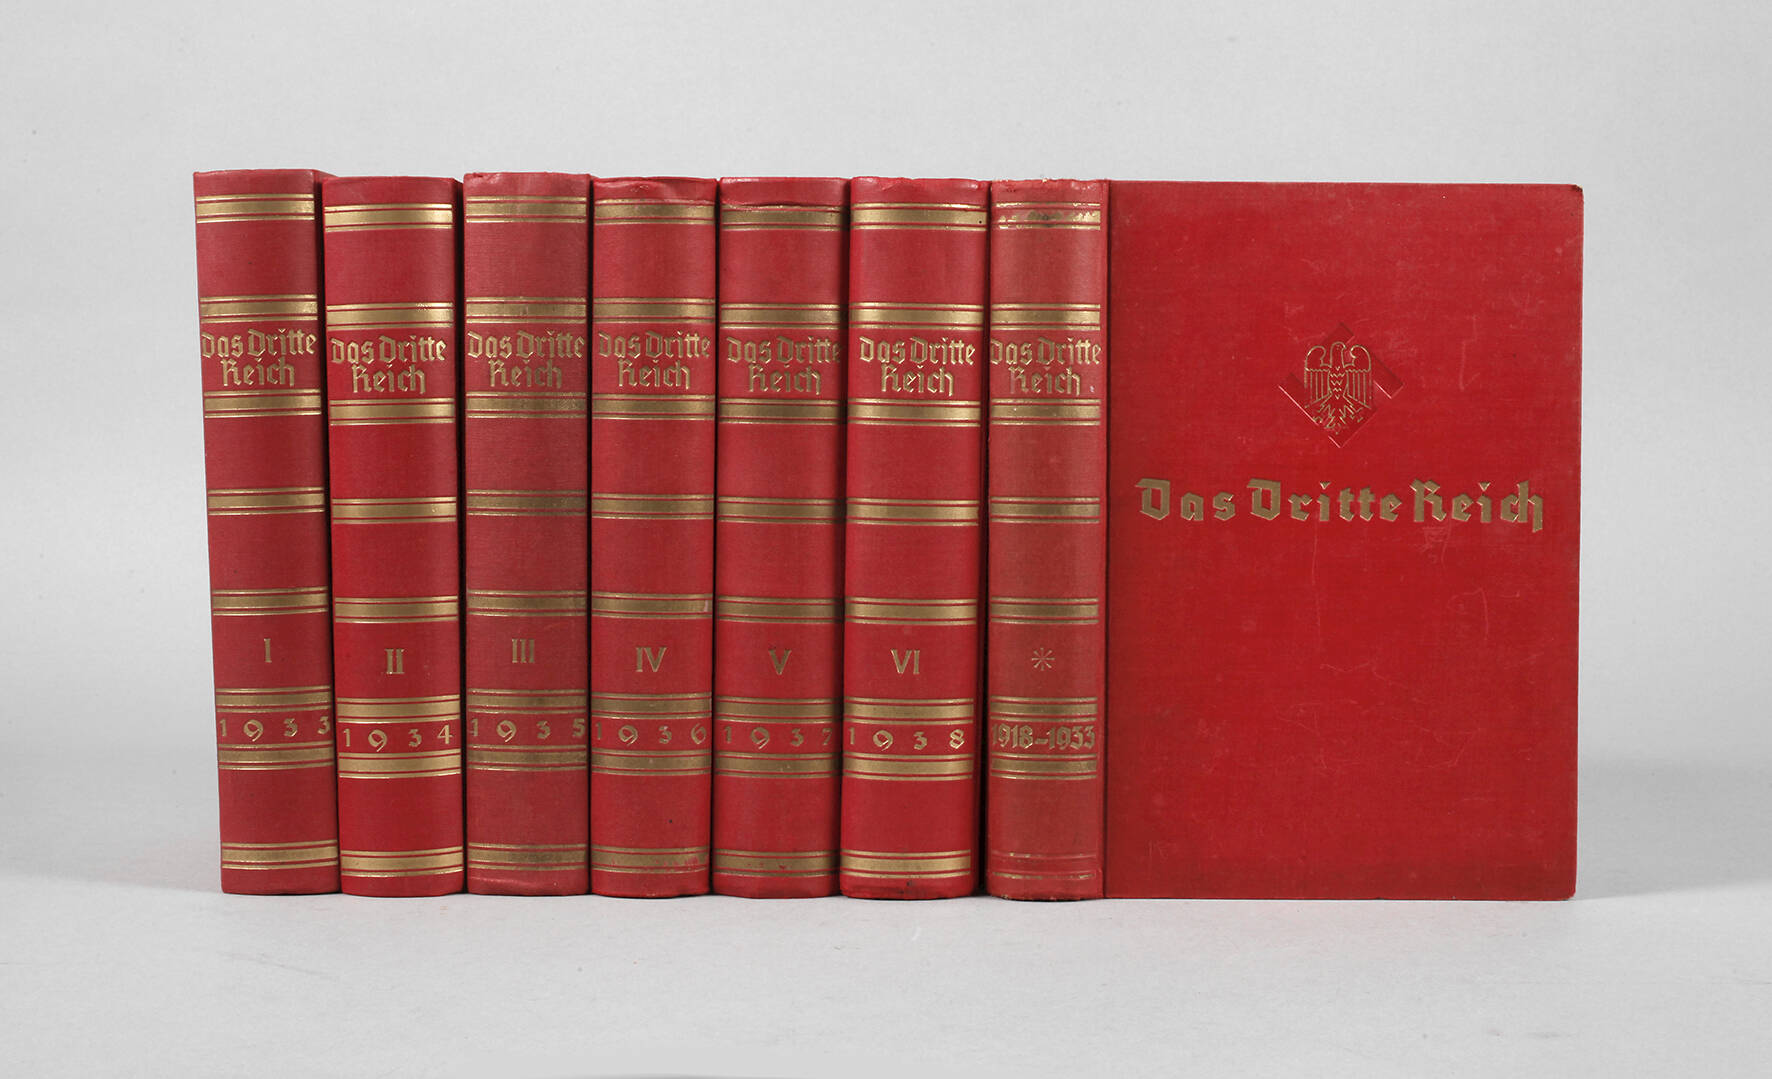 Das Dritte
Reich
I
1933
Das Dritte
Reich
II
1934
Das Dritte
Reich
III
1935
Das Dritte
Reich
IV
1936
Das Dritte
Reich
V
1937
Das Dritte
Reich
VI
1938
Das Dritte
Reich
*
1918-1933
Das Dritte Reich